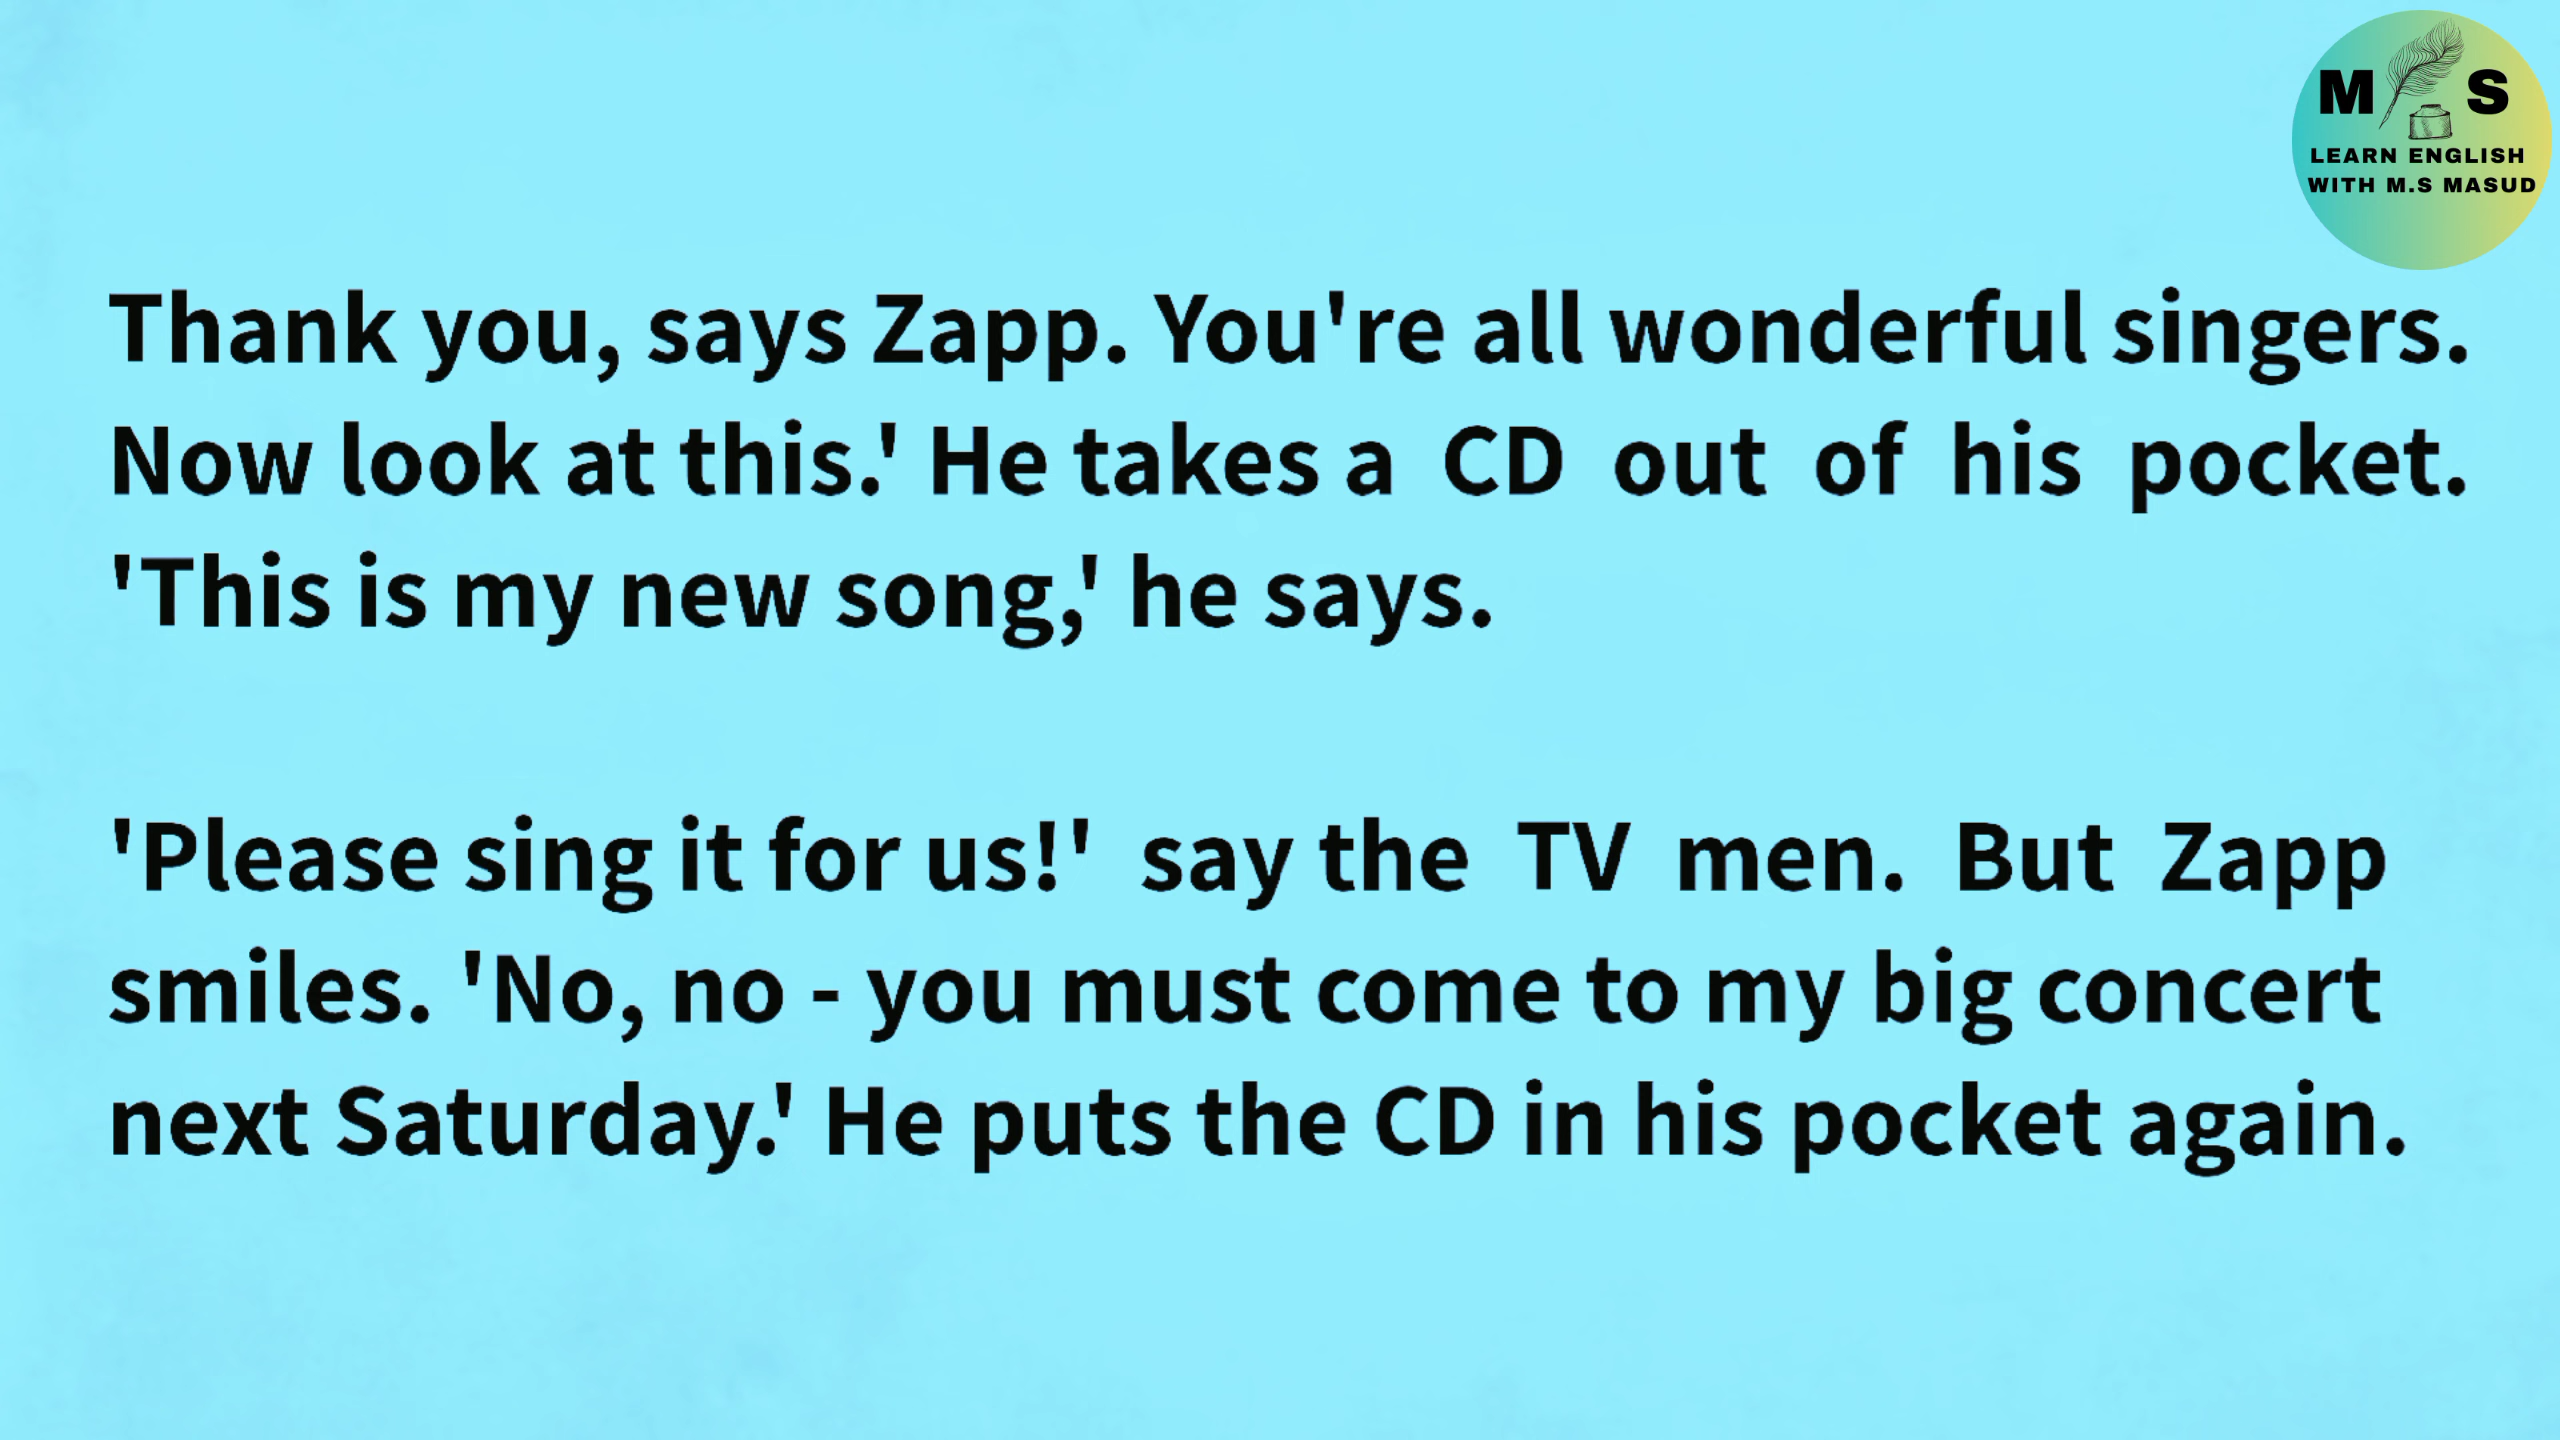 M S
LEARN ENGLISH
WITH M.S MASUD
Thank you, says Zapp. You're all wonderful singers.
Now look at this.' He takes a CD out of his pocket.
'This is my new song,' he says.
'Please sing it for us!' say the TV men. But Zapp
smiles. 'No, no - you must come to my big concert
next Saturday.' He puts the CD in his pocket again.